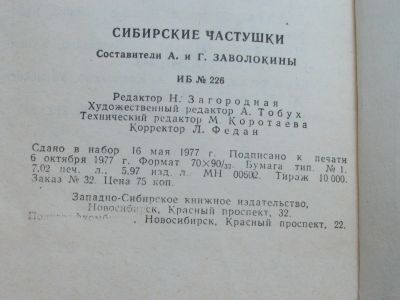 СИБИРСКИЕ ЧАСТУШКИ
Составители А. и Г. ЗАВОЛОКИНЫ
ИБ № 226
Редактор Н. Загородная
Художественный редактор А. Тобух
Технический редактор М. Коротаева
Корректор Л. Федан
Сдано в набор 16 мая 1977 г. Подписано к печати
6 октября 1977 г. Формат 70×90/32. Бумага тип. № 1.
7,02 печ. л., 5,97 изд. л. МН 00602. Тираж 10 000.
Заказ № 32. Цена 75 коп.
Западно-Сибирское книжное издательство,
Новосибирск, Красный проспект, 32.
Новосибирск, Красный проспект, 22.